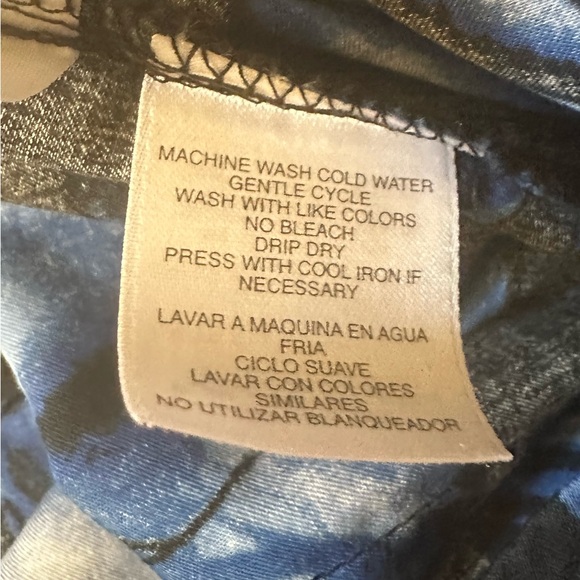 MACHINE WASH COLD WATER
GENTLE CYCLE
WASH WITH LIKE COLORS
NO BLEACH
DRIP DRY
PRESS WITH COOL IRON IF
NECESSARY
LAVAR A MAQUINA EN AGUA
FRIA
CICLO SUAVE
LAVAR CON COLORES
SIMILARES
NO UTILIZAR BLANQUEADOR